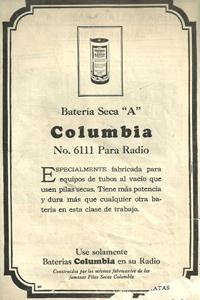 Batería Seca "A"
Columbia
No. 6111 Para Radio
ESPECIALMENTE fabricada para
equipos de tubos al vacío que
usen pilas secas. Tiene más potencia
y dura más que cualquier otra ba-
tería en esta clase de trabajo.
Use solamente
Baterías Columbia en su Radio
Construidas por los mismos fabricantes de las
famosas Pilas Secas Columbia